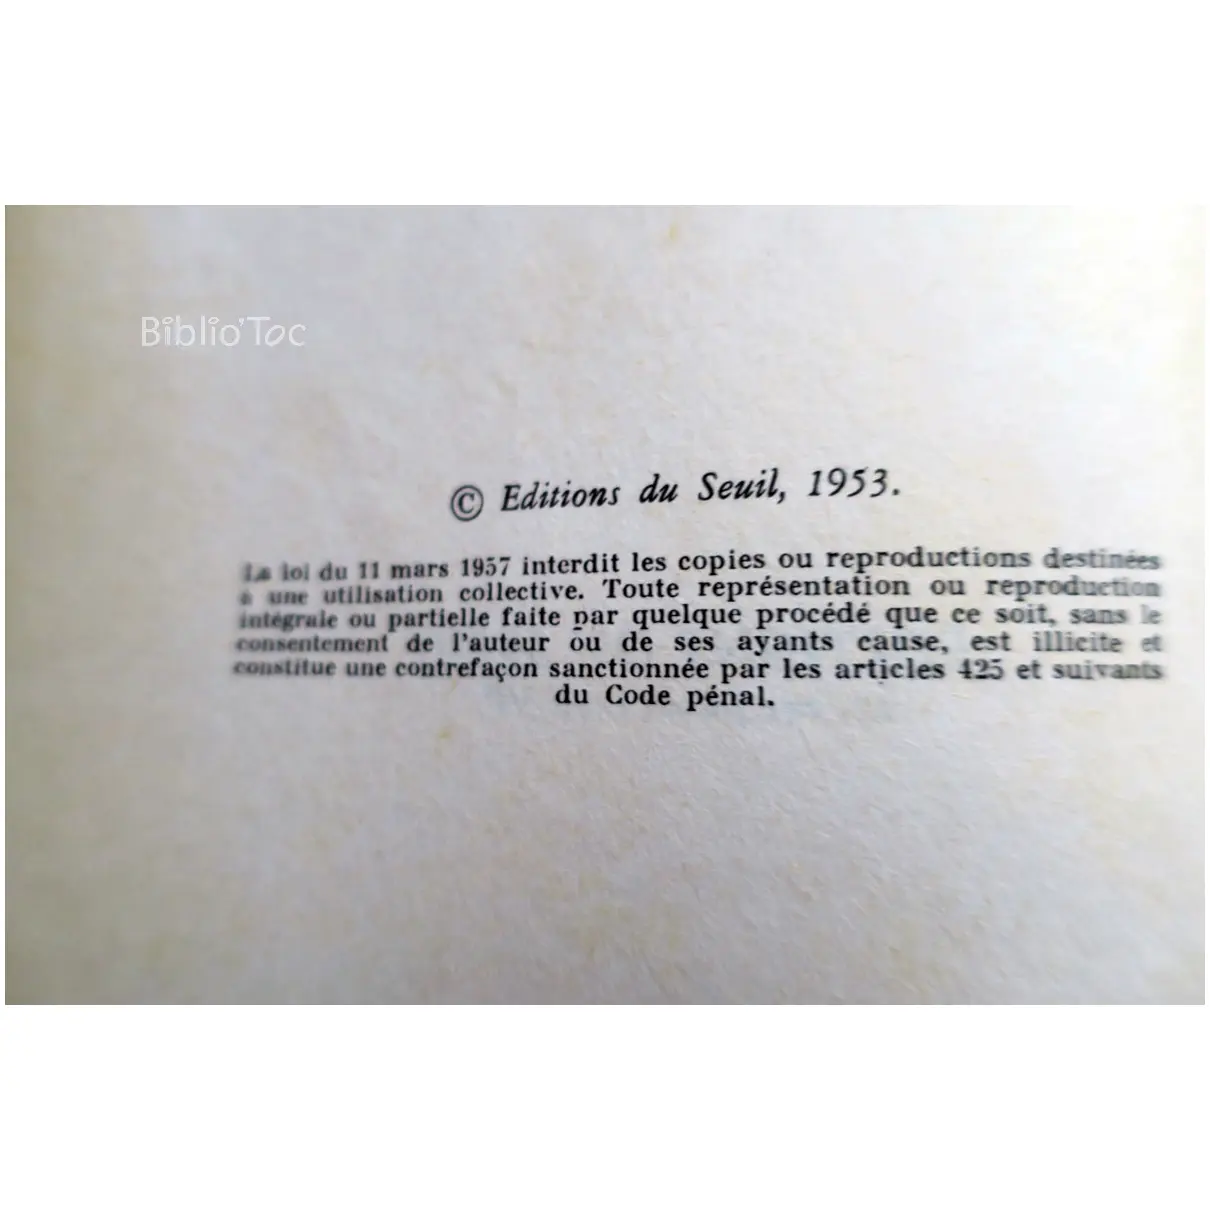 Biblio'Toc
© Editions du Seuil, 1953.
La loi du 11 mars 1957 interdit les copies ou reproductions destinées
à une utilisation collective. Toute représentation ou reproduction
intégrale ou partielle faite par quelque procédé que ce soit, sans le
consentement de l'auteur ou de ses ayants cause, est illicite et
constitue une contrefaçon sanctionnée par les articles 425 et suivants
du Code pénal.